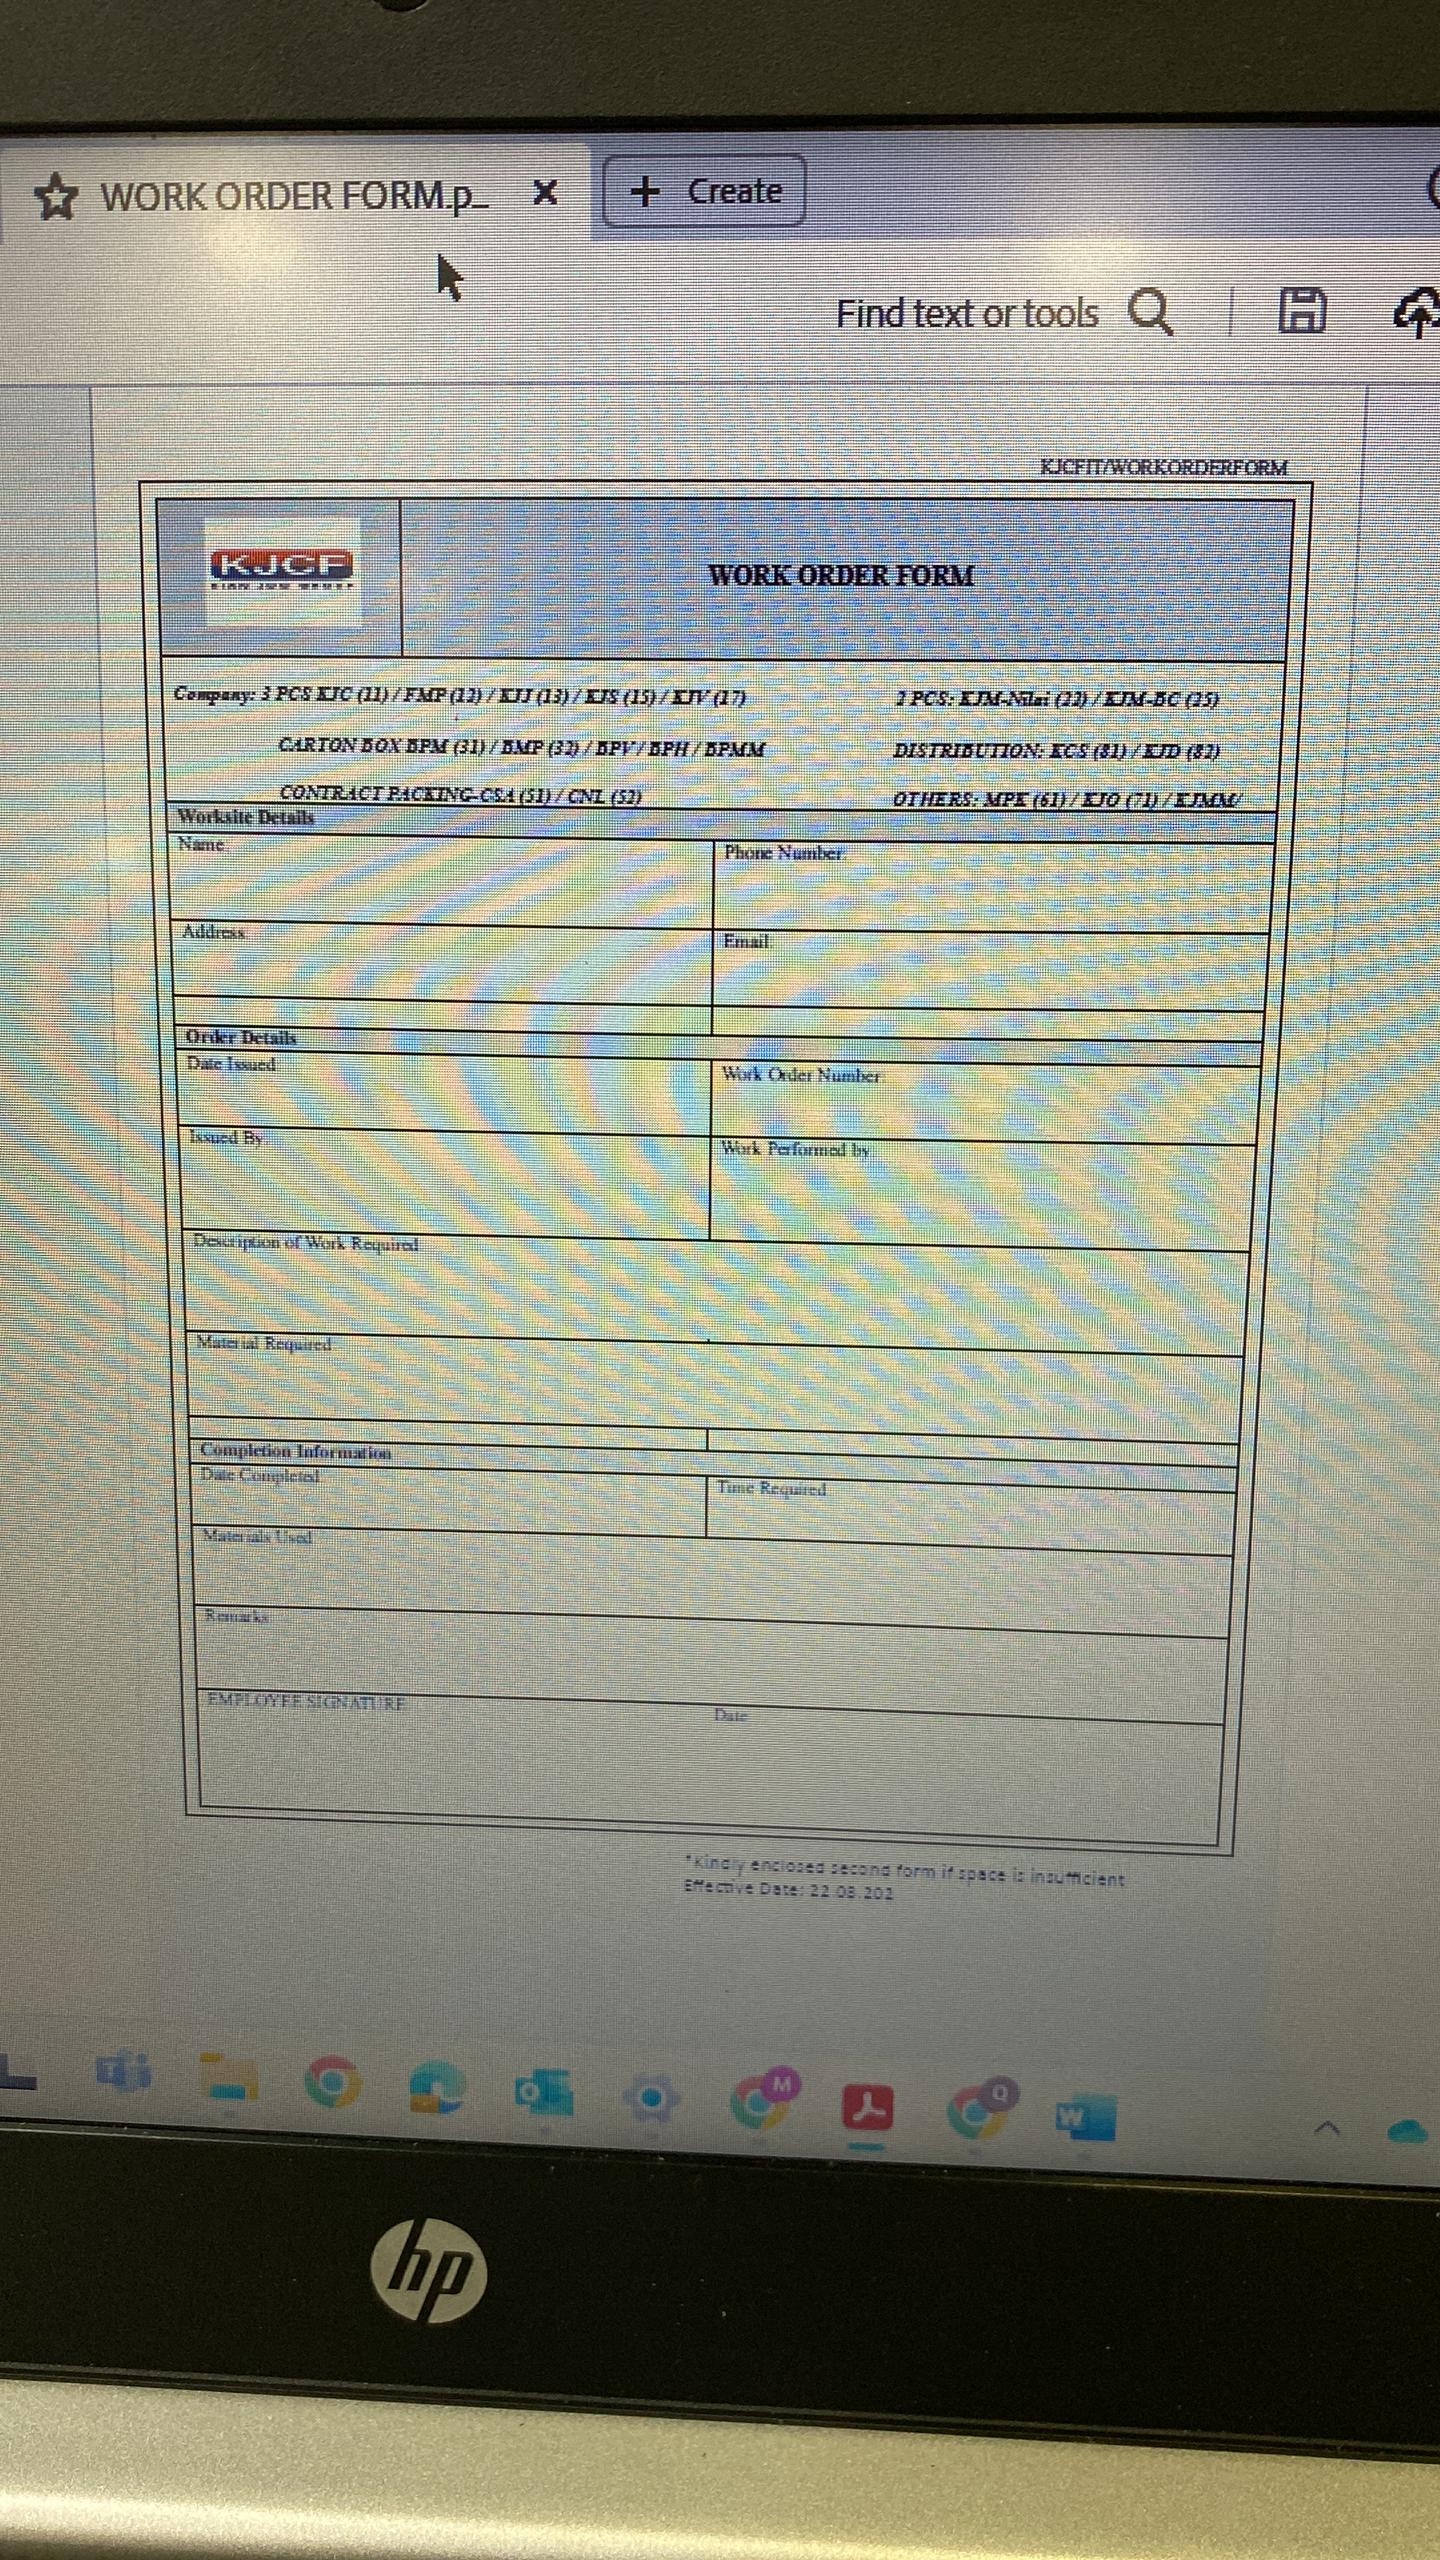 WORK ORDER FORM.p_ × + Create
Find text or tools
KJCFIT/WORKORDERFORM
KJCF
WORK ORDER FORM
Company: 3 PCS KJC (11) / FMP (12) / KJJ (13) / KJS (15) / KJV (17) 2 PCS: KJM-Nilai (22) / KJM-BC (25)
CARTON BOX BPM (31) / BMP (32) / BPV / BPH / BPMM DISTRIBUTION: KCS (81) / KJD (82)
CONTRACT PACKING-CSA (51) / CNL (52) OTHERS- MPK (61) / KJO (71) / KJMM/
Worksite Details
Name: Phone Number:
Address Email:
Order Details
Date Issued Work Order Number:
Issued By: Work Performed by
Description of Work Required
Material Required
Completion Information
Date Completed Time Required
Materials Used
Remarks
EMPLOYEE SIGNATURE Date
*Kindly enclosed second form if space is insufficient
Effective Date: 22.08.202
M
Q
W
hp